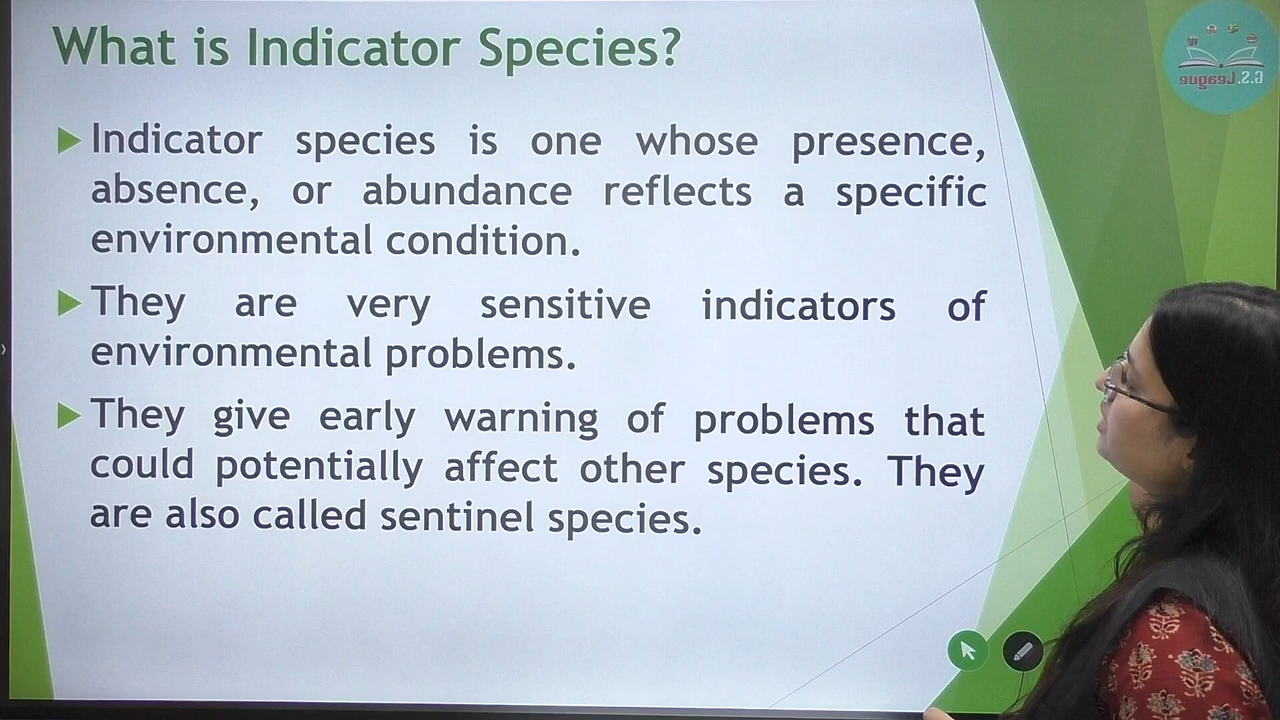 What is Indicator Species?
Indicator species is one whose presence,
absence, or abundance reflects a specific
environmental condition.
They are very sensitive indicators of
environmental problems.
They give early warning of problems that
could potentially affect other species. They
are also called sentinel species.
G.S.League